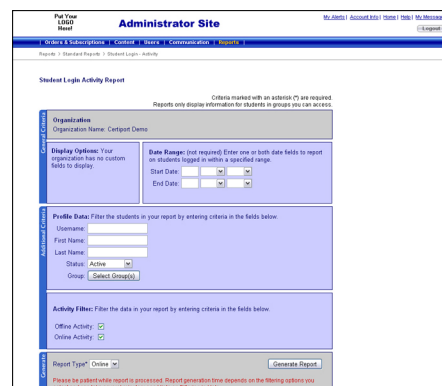 Put Your
LOGO
Here!
Administrator Site
My Alerts | Account Info | Home | Help | My Message
Logout
| Orders & Subscriptions | Content | Users | Communication | Reports |
Reports > Standard Reports > Student Login - Activity
Student Login Activity Report
Criteria marked with an asterisk (*) are required.
Reports only display information for students in groups you can access.
General Criteria
Organization
Organization Name: Certiport Demo
Display Options: Your
organization has no custom
fields to display.
Date Range: (not required) Enter one or both date fields to report
on students logged in within a specified range.
Start Date:
End Date:
Additional Criteria
Profile Data: Filter the students in your report by entering criteria in the fields below.
Username:
First Name:
Last Name:
Status: Active
Group: Select Group(s)
Activity Filter: Filter the data in your report by entering criteria in the fields below.
Offline Activity:
Online Activity:
Generate
Report Type* Online
Generate Report
Please be patient while report is processed. Report generation time depends on the filtering options you